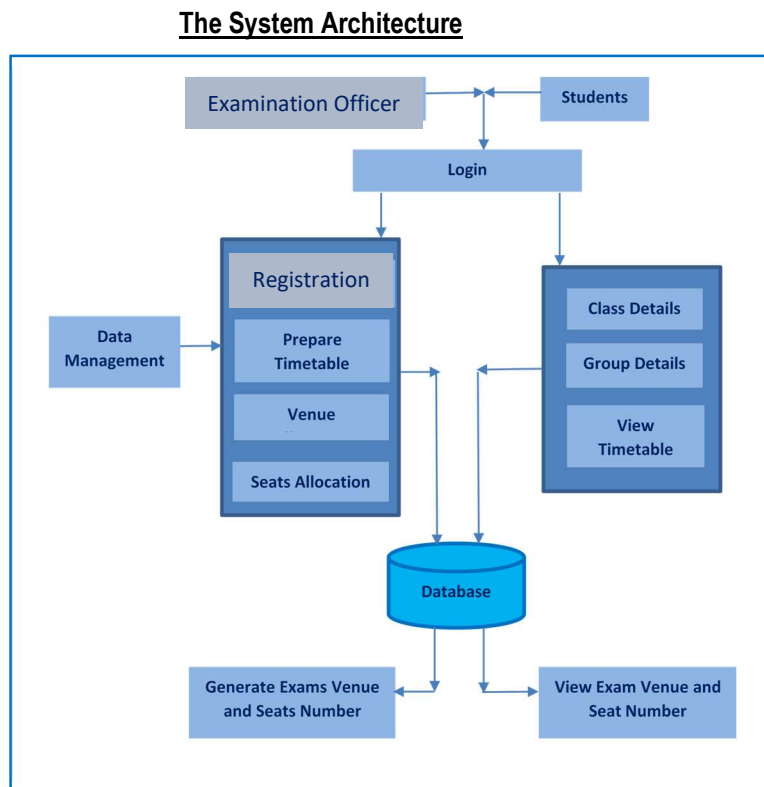 The System Architecture
Examination Officer
Students
Login
Registration
Data
Management
Prepare
Timetable
Venue
Seats Allocation
Class Details
Group Details
View
Timetable
Database
Generate Exams Venue
and Seats Number
View Exam Venue and
Seat Number